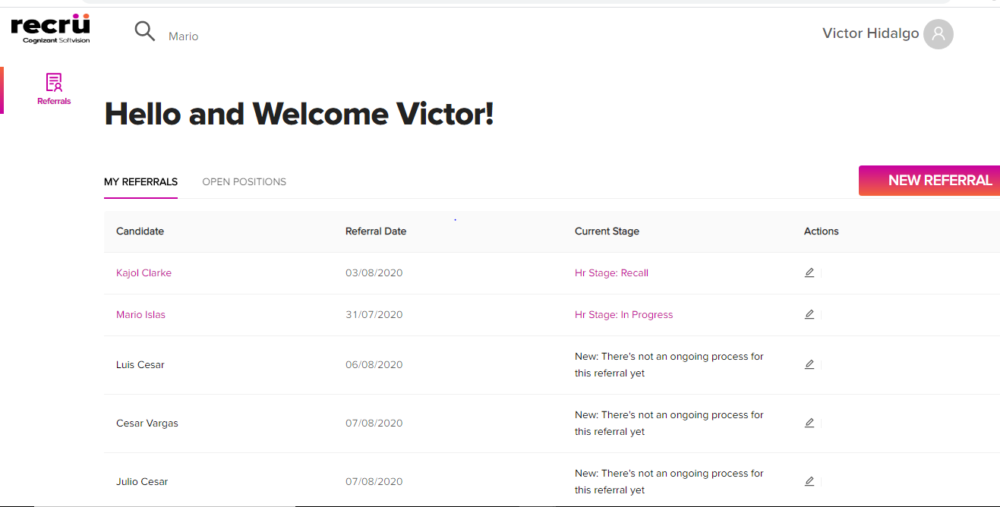 recrü
Cognizant Softvision
Mario
Victor Hidalgo
Referrals
Hello and Welcome Victor!
MY REFERRALS
OPEN POSITIONS
NEW REFERRAL
Candidate
Referral Date
Current Stage
Actions
Kajol Clarke
03/08/2020
Hr Stage: Recall
Mario Islas
31/07/2020
Hr Stage: In Progress
Luis Cesar
06/08/2020
New: There's not an ongoing process for
this referral yet
Cesar Vargas
07/08/2020
New: There's not an ongoing process for
this referral yet
Julio Cesar
07/08/2020
New: There's not an ongoing process for
this referral yet